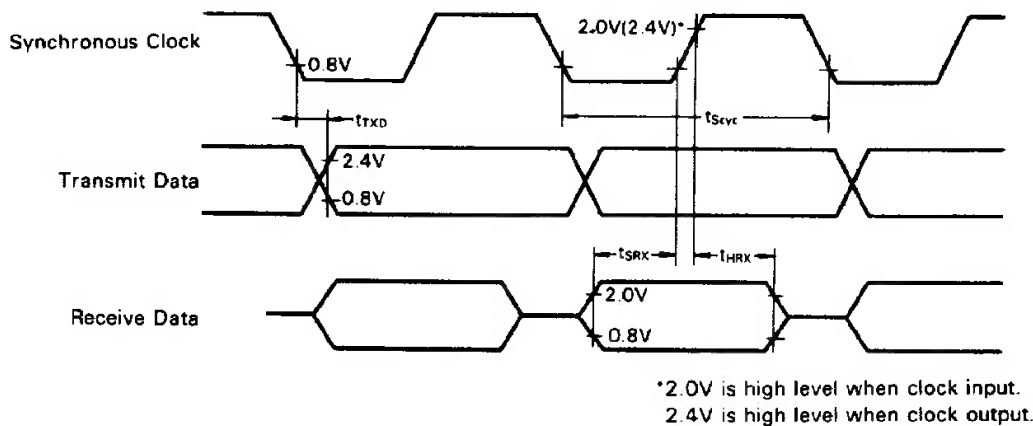 2.0V(2.4V)*
Synchronous Clock
0.8V
tTXD
tScyc
2.4V
Transmit Data
0.8V
tSRX
tHRX
2.0V
Receive Data
0.8V
*2.0V is high level when clock input.
2.4V is high level when clock output.